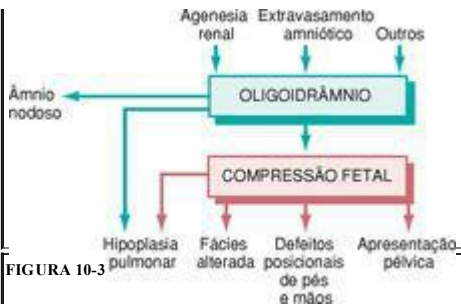 Agenesia renal
Extravasamento amniótico
Outros
OLIGOIDRÂMNIO
Âmnio nodoso
COMPRESSÃO FETAL
Hipoplasia pulmonar
Fácies alterada
Defeitos posicionais de pés e mãos
Apresentação pélvica
FIGURA 10-3